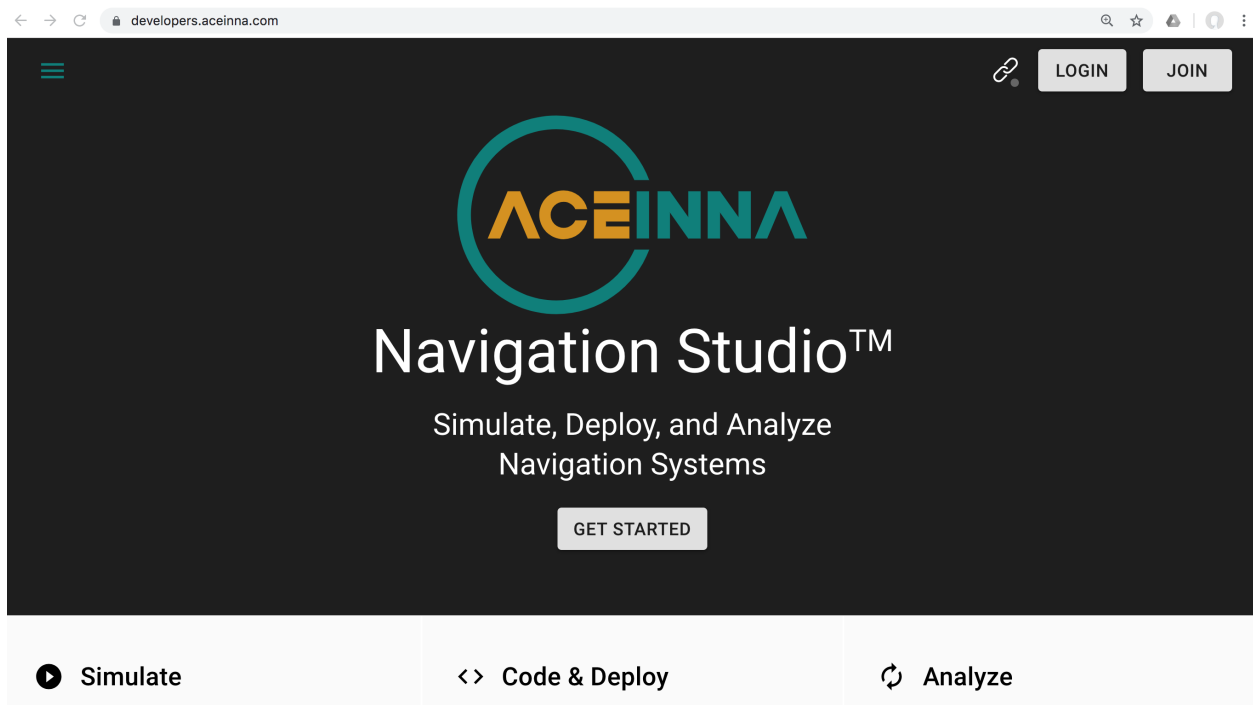 developers.aceinna.com
LOGIN
JOIN
ACEINNA
Navigation Studio™
Simulate, Deploy, and Analyze
Navigation Systems
GET STARTED
Simulate
Code & Deploy
Analyze